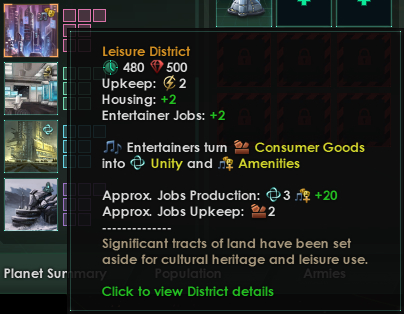 Leisure District
480 500
Upkeep: 2
Housing: +2
Entertainer Jobs: +2
Entertainers turn Consumer Goods
into Unity and Amenities
Approx. Jobs Production: 3 +20
Approx. Jobs Upkeep: 2
--------------
Significant tracts of land have been set
aside for cultural heritage and leisure use.
Planet Summary Population Armies
Click to view District details